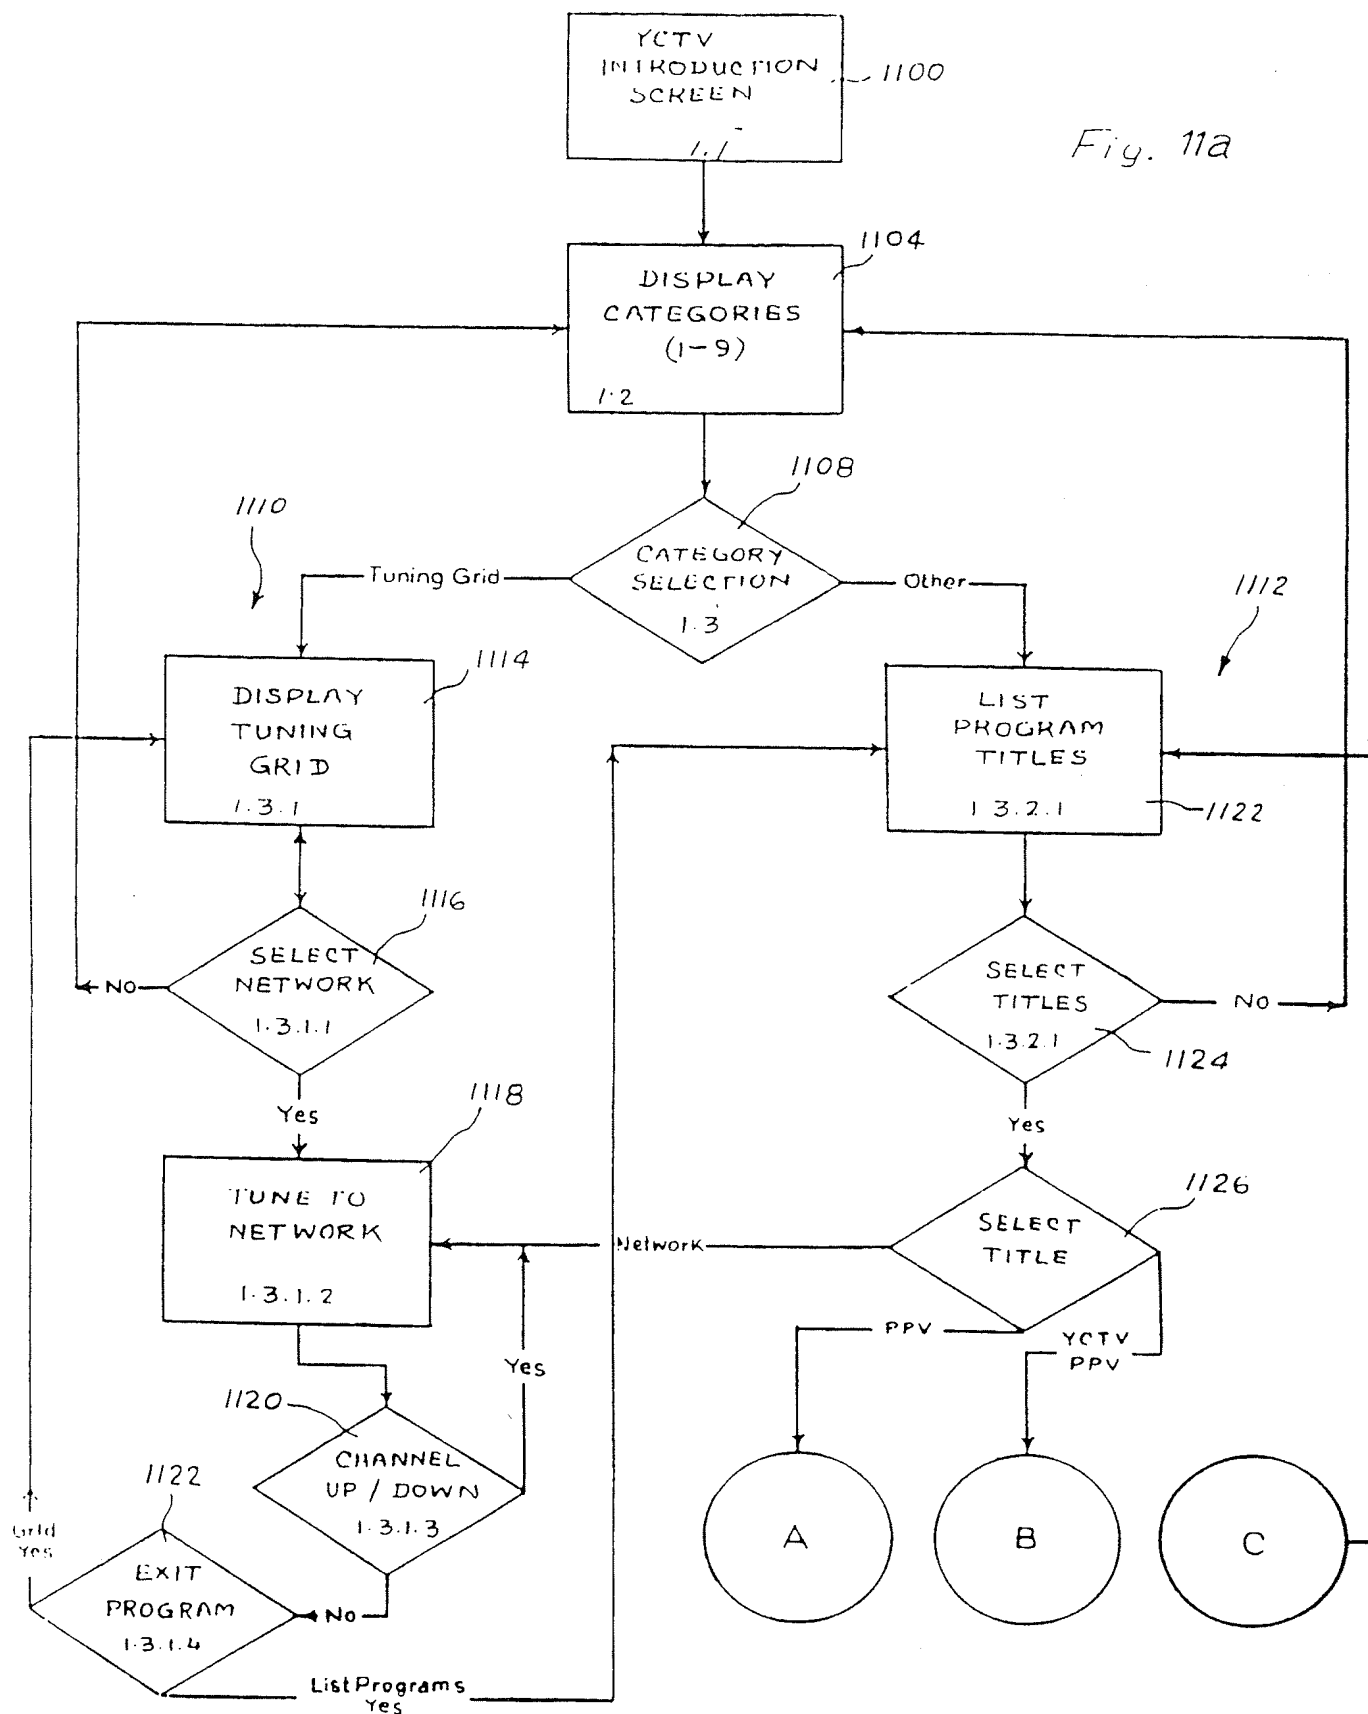 YCTV
INTRODUCTION
SCREEN
1.1
1100
Fig. 11a
1104
DISPLAY
CATEGORIES
(1-9)
1.2
1108
1110
CATEGORY
SELECTION
1.3
Tuning Grid
Other
1112
1114
DISPLAY
TUNING
GRID
1.3.1
LIST
PROGRAM
TITLES
1.3.2.1
1122
1116
SELECT
NETWORK
1.3.1.1
No
Yes
SELECT
TITLES
1.3.2.1
No
1124
Yes
1118
TUNE TO
NETWORK
1.3.1.2
Network
1126
SELECT
TITLE
PPV
YCTV
PPV
Yes
1120
CHANNEL
UP / DOWN
1.3.1.3
No
1122
Grid
Yes
EXIT
PROGRAM
1.3.1.4
List Programs
Yes
A
B
C